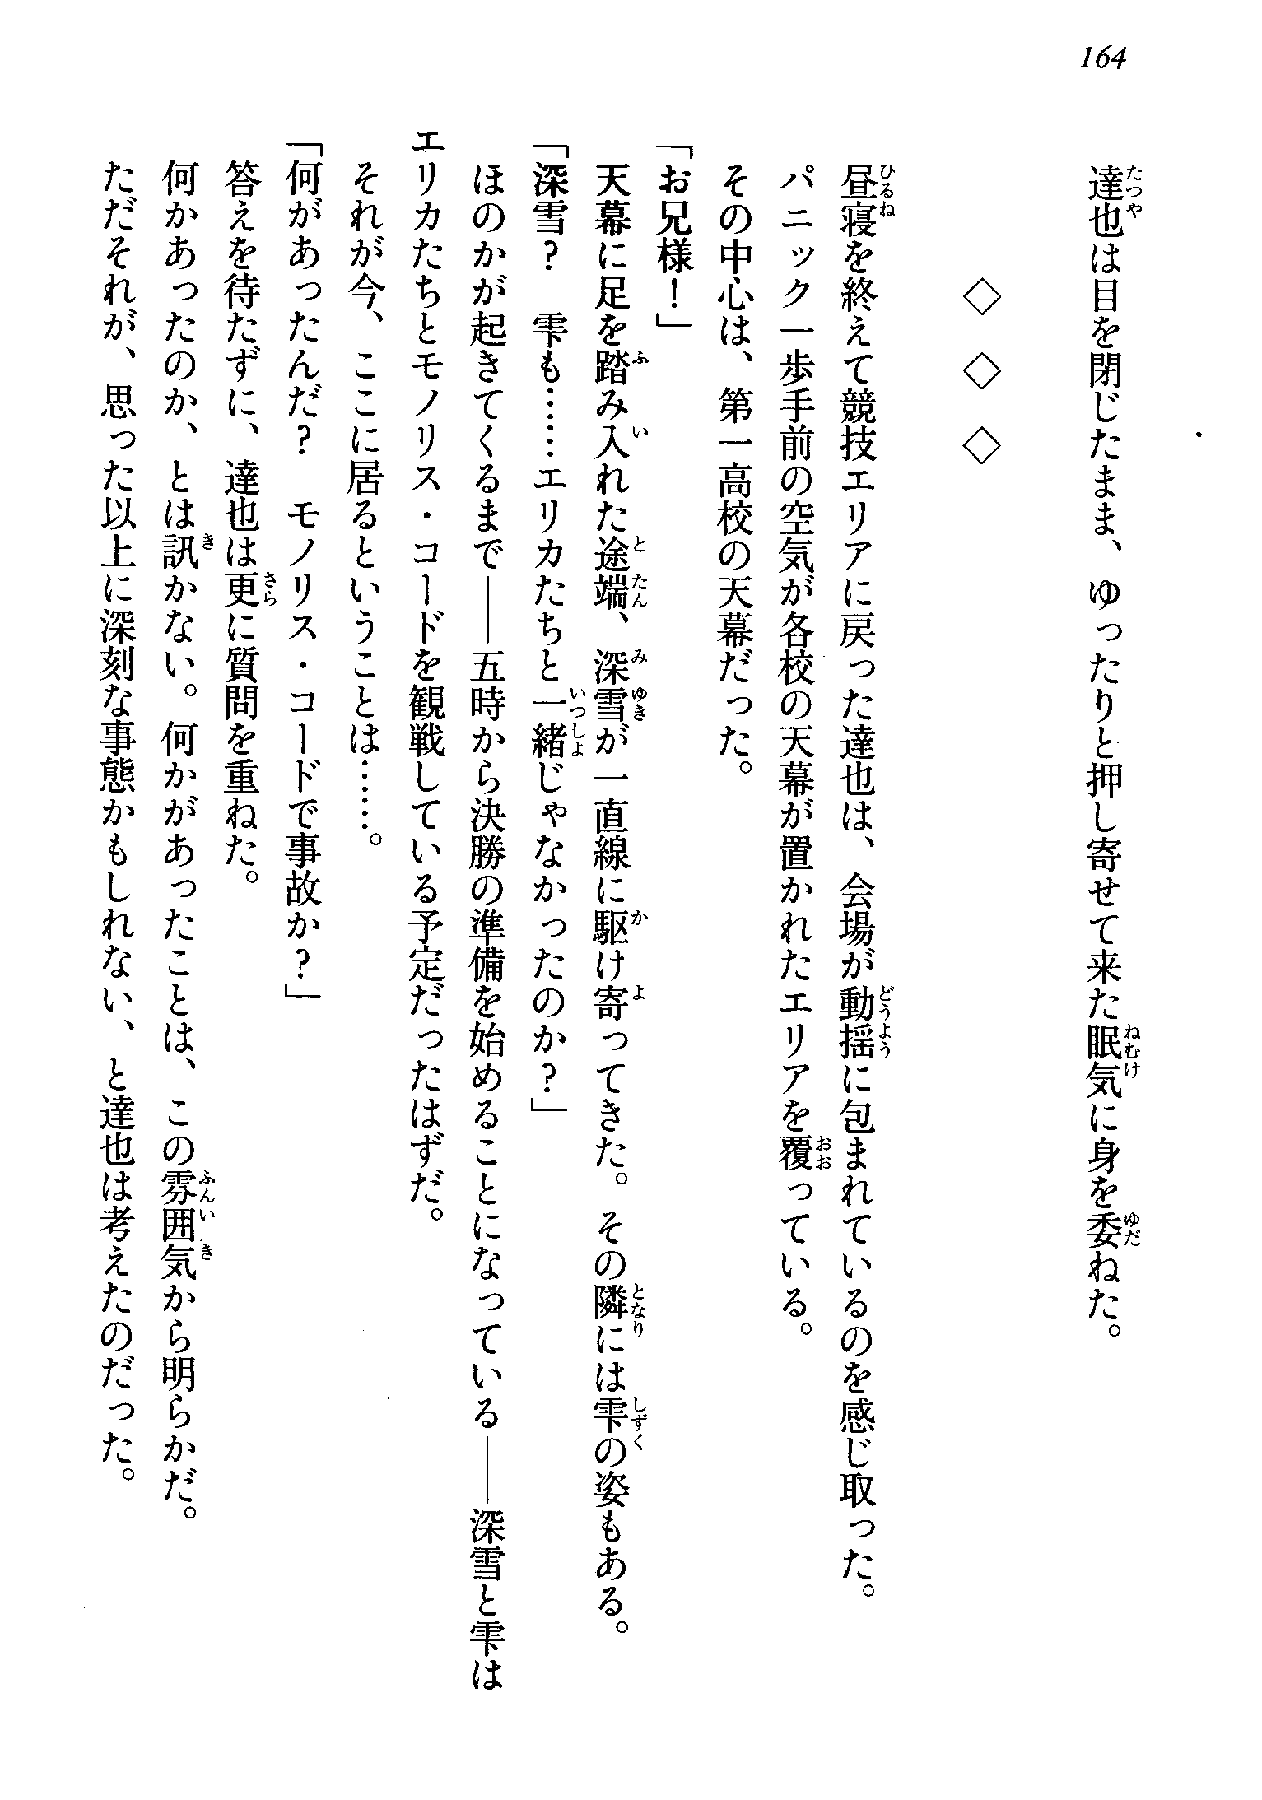 164
達也は目を閉じたまま、ゆったりと押し寄せて来た眠気に身を委ねた。
◇　◇　◇
昼寝を終えて競技エリアに戻った達也は、会場が動揺に包まれているのを感じ取った。
パニック一歩手前の空気が各校の天幕が置かれたエリアを覆っている。
その中心は、第一高校の天幕だった。
「お兄様！」
天幕に足を踏み入れた途端、深雪が一直線に駆け寄ってきた。その隣には雫の姿もある。
「深雪？　雫も……エリカたちと一緒じゃなかったのか？」
ほのかが起きてくるまで――五時から決勝の準備を始めることになっている――深雪と雫は
エリカたちとモノリス・コードを観戦している予定だったはずだ。
それが今、ここに居るということは……。
「何があったんだ？　モノリス・コードで事故か？」
答えを待たずに、達也は更に質問を重ねた。
何かあったのか、とは訊かない。何かがあったことは、この雰囲気から明らかだ。
ただそれが、思った以上に深刻な事態かもしれない、と達也は考えたのだった。